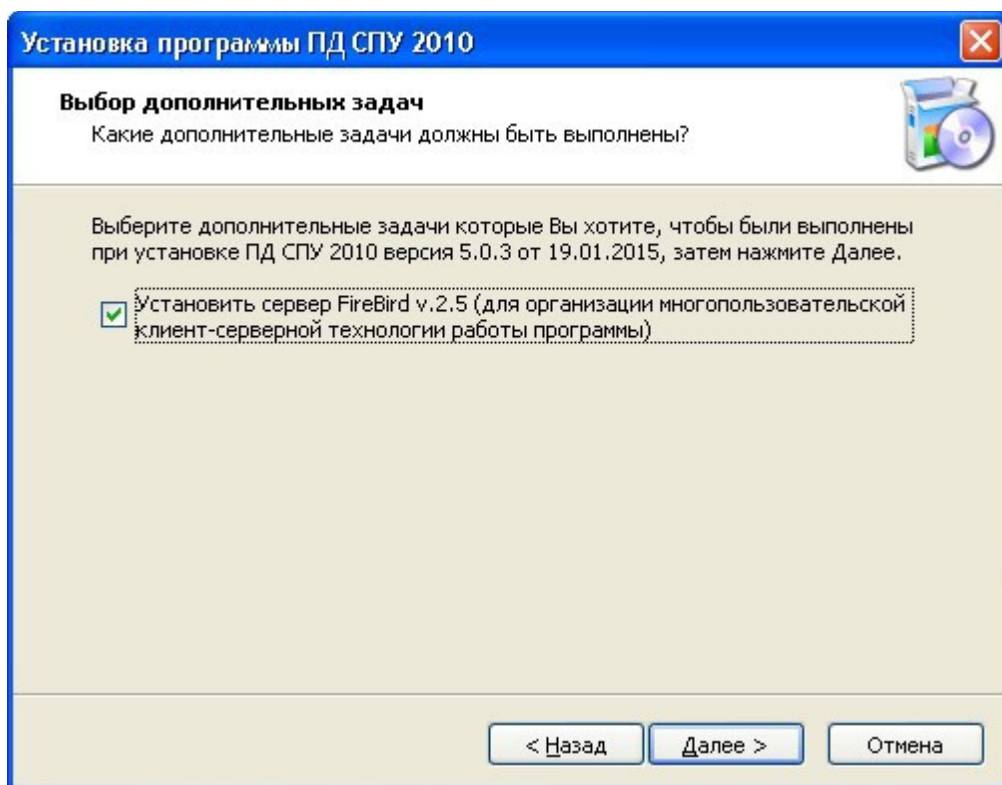 Установка программы ПД СПУ 2010
Выбор дополнительных задач
Какие дополнительные задачи должны быть выполнены?
Выберите дополнительные задачи которые Вы хотите, чтобы были выполнены
при установке ПД СПУ 2010 версия 5.0.3 от 19.01.2015, затем нажмите Далее.
Установить сервер FireBird v.2.5 (для организации многопользовательской
клиент-серверной технологии работы программы)
< Назад Далее > Отмена